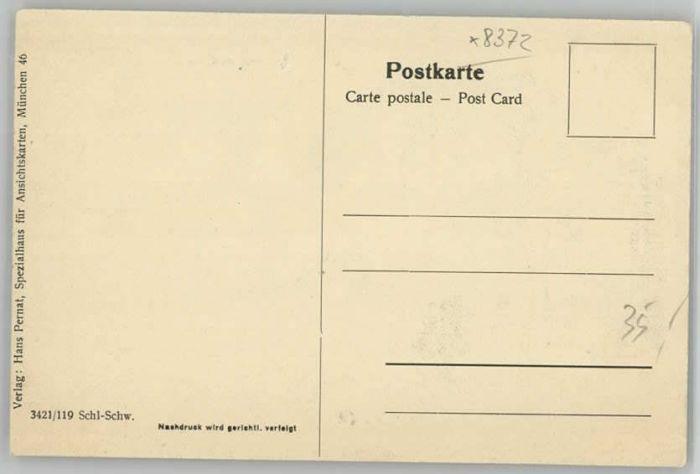 Verlag: Hans Pernat, Spezialhaus für Ansichtskarten, München 46
3421/119 Schl-Schw.
Nachdruck wird gerichtl. verfolgt
×8372
Postkarte
Carte postale – Post Card
35